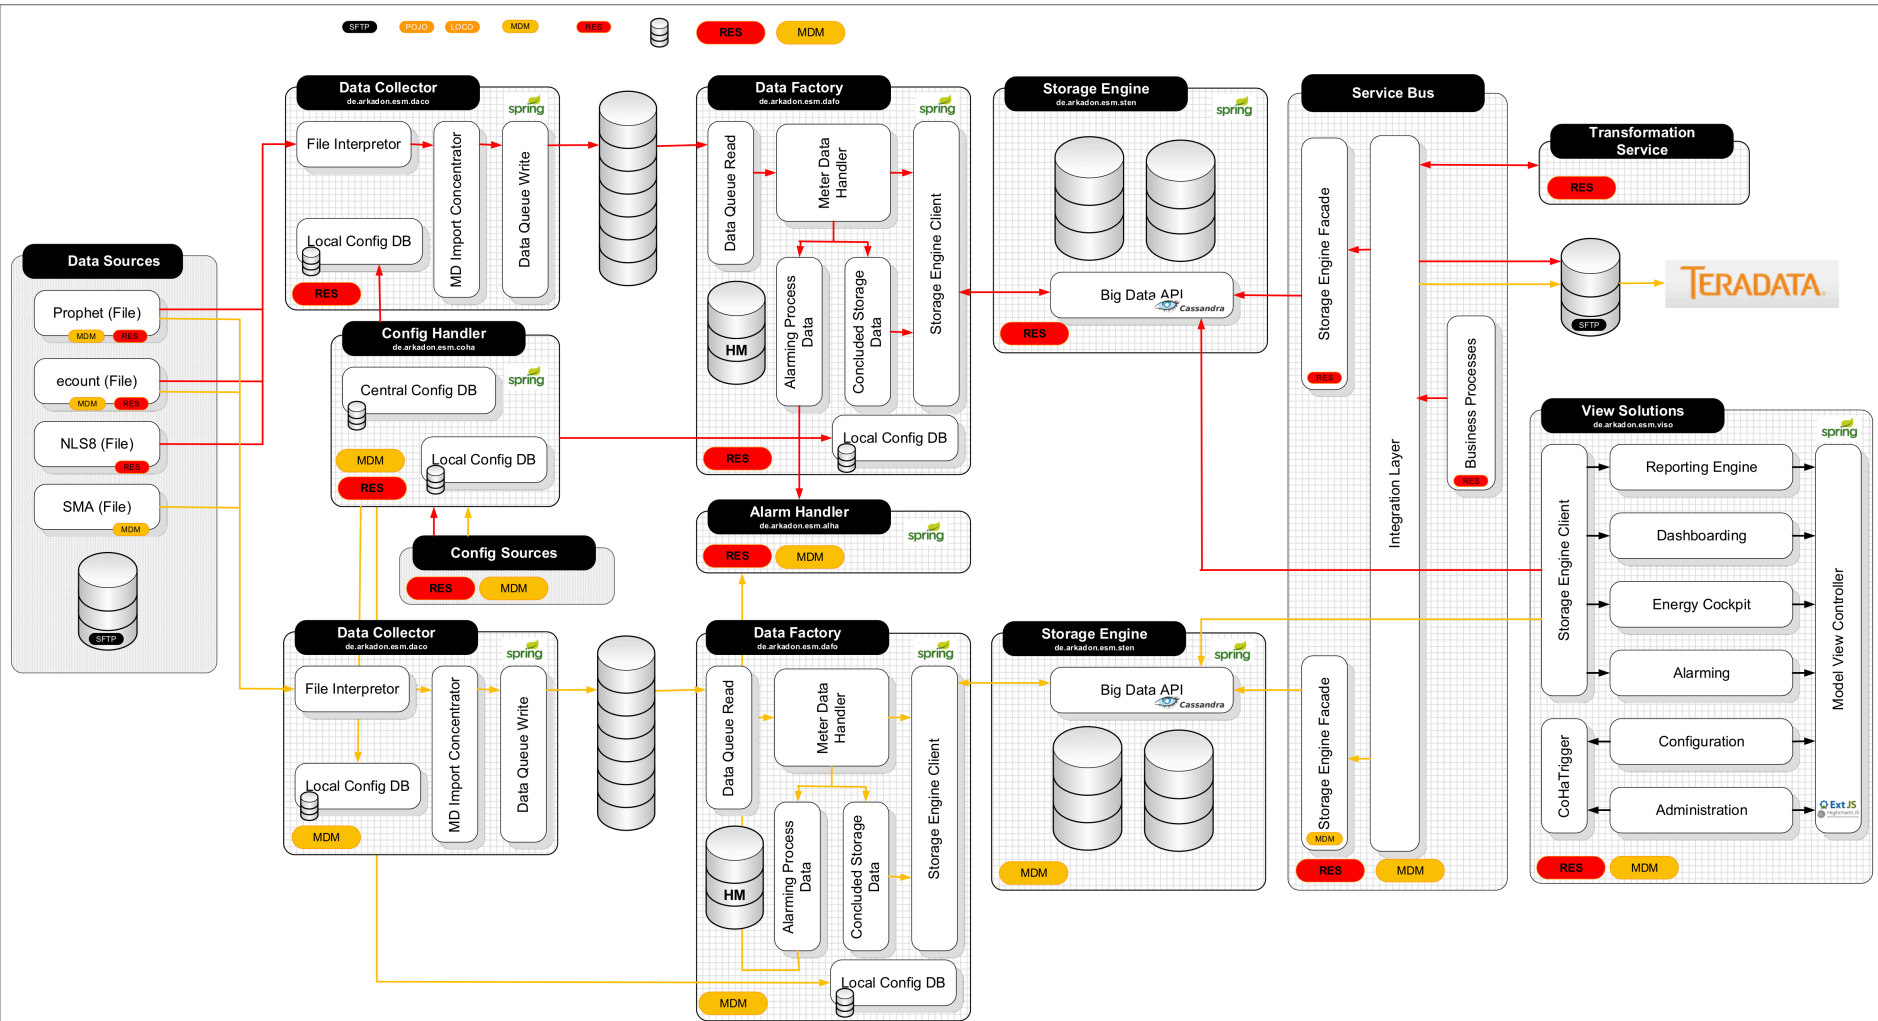 SFTP
POJO
LOCO
MDM
RES
RES
MDM
Data Sources
Prophet (File)
MDM
RES
ecount (File)
MDM
RES
NLS8 (File)
RES
SMA (File)
MDM
SFTP
Data Collector
de.arkadon.esm.daco
spring
File Interpretor
Local Config DB
MD Import Concentrator
Data Queue Write
RES
Config Handler
de.arkadon.esm.coha
spring
Central Config DB
Local Config DB
MDM
RES
Config Sources
RES
MDM
Data Collector
de.arkadon.esm.daco
spring
File Interpretor
Local Config DB
MD Import Concentrator
Data Queue Write
MDM
Data Factory
de.arkadon.esm.dafo
spring
Data Queue Read
Meter Data
Handler
Storage Engine Client
HM
Alarming Process
Data
Concluded Storage
Data
Local Config DB
RES
Alarm Handler
de.arkadon.esm.alha
spring
RES
MDM
Data Factory
de.arkadon.esm.dafo
spring
Data Queue Read
Meter Data
Handler
Storage Engine Client
HM
Alarming Process
Data
Concluded Storage
Data
Local Config DB
MDM
Storage Engine
de.arkadon.esm.sten
spring
Big Data API
Cassandra
RES
Storage Engine
de.arkadon.esm.sten
spring
Big Data API
Cassandra
MDM
Service Bus
Storage Engine Facade
RES
Integration Layer
Business Processes
RES
Storage Engine Facade
MDM
RES
MDM
Transformation
Service
RES
SFTP
TERADATA.
View Solutions
de.arkadon.esm.viso
spring
Storage Engine Client
Reporting Engine
Dashboarding
Energy Cockpit
Alarming
CoHaTrigger
Configuration
Administration
Model View Controller
Ext JS
Highcharts JS
RES
MDM